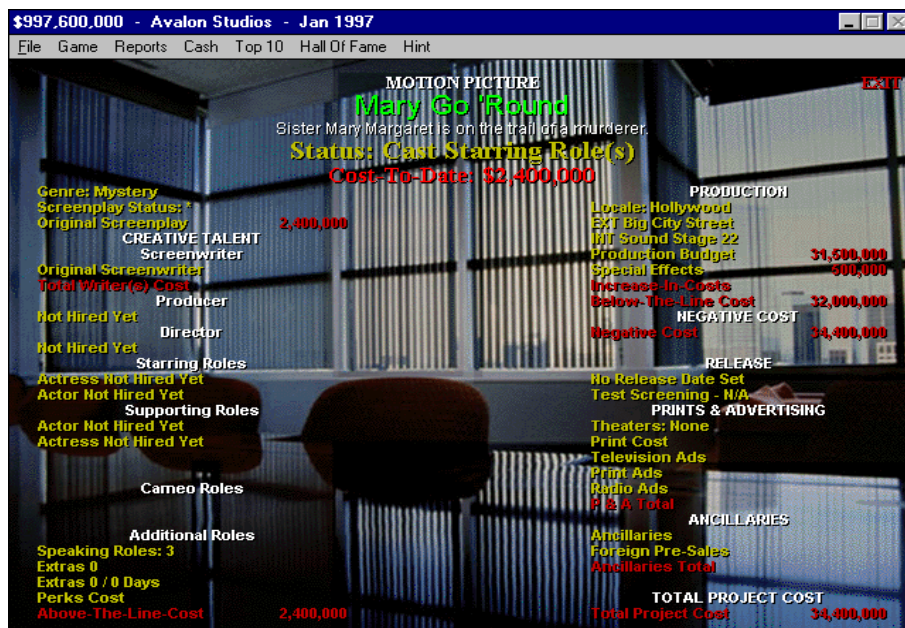 $997,600,000 - Avalon Studios - Jan 1997
File Game Reports Cash Top 10 Hall Of Fame Hint
MOTION PICTURE
EXIT
Mary Go 'Round
Sister Mary Margaret is on the trail of a murderer.
Status: Cast Starring Role(s)
Cost-To-Date: $2,400,000
Genre: Mystery
Screenplay Status: *
Original Screenplay 2,400,000
CREATIVE TALENT
Screenwriter
Original Screenwriter
Total Writer(s) Cost
Producer
Not Hired Yet
Director
Not Hired Yet
Starring Roles
Actress Not Hired Yet
Actor Not Hired Yet
Supporting Roles
Actor Not Hired Yet
Actress Not Hired Yet
Cameo Roles
Additional Roles
Speaking Roles: 3
Extras 0
Extras 0 / 0 Days
Perks Cost
Above-The-Line-Cost 2,400,000
PRODUCTION
Locale: Hollywood
EXT Big City Street
INT Sound Stage 22
Production Budget 31,500,000
Special Effects 500,000
Increase-In-Costs
Below-The-Line Cost 32,000,000
NEGATIVE COST
Negative Cost 34,400,000
RELEASE
No Release Date Set
Test Screening - N/A
PRINTS & ADVERTISING
Theaters: None
Print Cost
Television Ads
Print Ads
Radio Ads
P & A Total
ANCILLARIES
Ancillaries
Foreign Pre-Sales
Ancillaries Total
TOTAL PROJECT COST
Total Project Cost 34,400,000